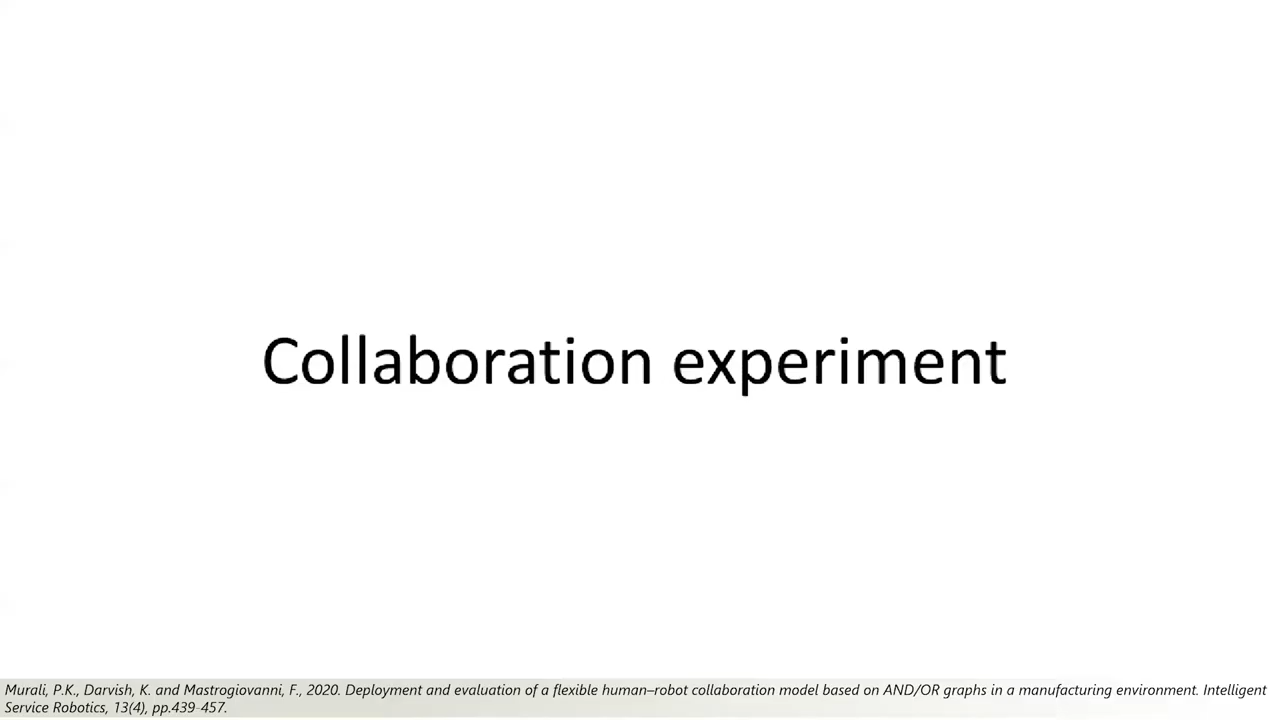 Collaboration experiment
Murali, P.K., Darvish, K. and Mastrogiovanni, F., 2020. Deployment and evaluation of a flexible human–robot collaboration model based on AND/OR graphs in a manufacturing environment. Intelligent
Service Robotics, 13(4), pp.439-457.